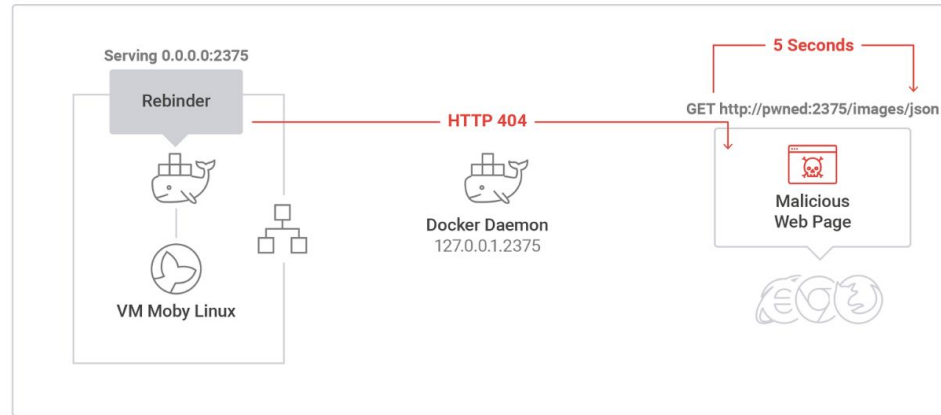 Serving 0.0.0.0:2375
Rebinder
VM Moby Linux
HTTP 404
Docker Daemon
127.0.0.1.2375
5 Seconds
GET http://pwned:2375/images/json
Malicious
Web Page